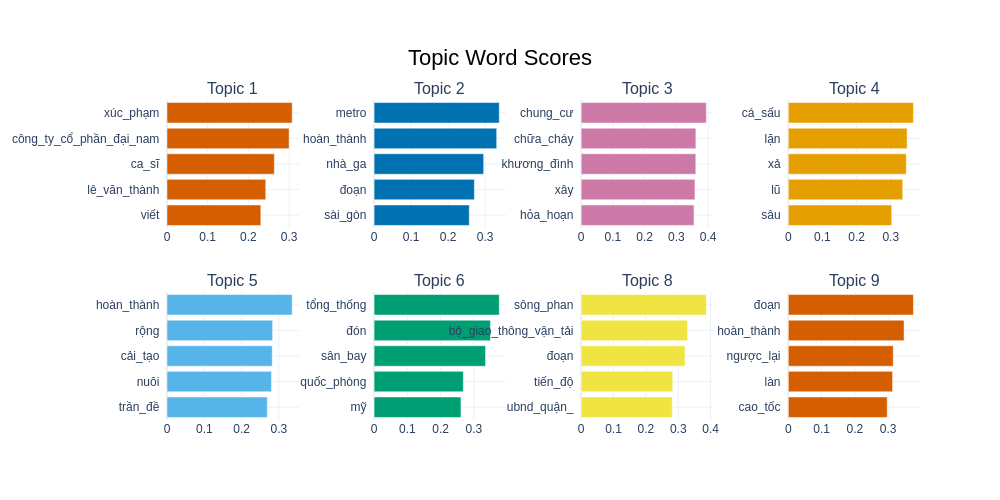 Topic Word Scores
Topic 1
xúc_phạm
công_ty_cổ_phần_đại_nam
ca_sĩ
lê_văn_thành
viết
0 0.1 0.2 0.3
Topic 2
metro
hoàn_thành
nhà_ga
đoạn
sài_gòn
0 0.1 0.2 0.3
Topic 3
chung_cư
chữa_cháy
khương_đình
xây
hỏa_hoạn
0 0.1 0.2 0.3 0.4
Topic 4
cá_sấu
lặn
xả
lũ
sâu
0 0.1 0.2 0.3
Topic 5
hoàn_thành
rộng
cải_tạo
nuôi
trần_đề
0 0.1 0.2 0.3
Topic 6
tổng_thống
đón
sân_bay
quốc_phòng
mỹ
0 0.1 0.2 0.3
Topic 8
sông_phan
bộ_giao_thông_vận_tải
đoạn
tiến_độ
ubnd_quận_
0 0.1 0.2 0.3 0.4
Topic 9
đoạn
hoàn_thành
ngược_lại
làn
cao_tốc
0 0.1 0.2 0.3